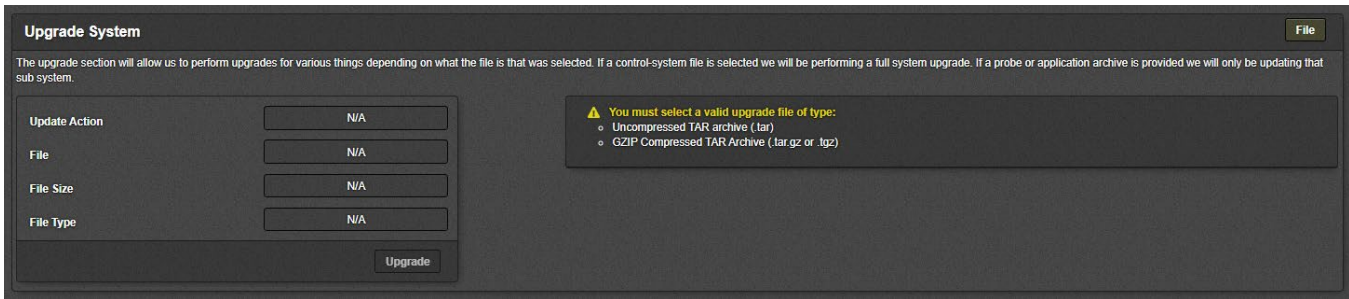 Upgrade System
File
The upgrade section will allow us to perform upgrades for various things depending on what the file is that was selected. If a control-system file is selected we will be performing a full system upgrade. If a probe or application archive is provided we will only be updating that
sub system.
Update Action
N/A
File
N/A
File Size
N/A
File Type
N/A
Upgrade
You must select a valid upgrade file of type:
Uncompressed TAR archive (.tar)
GZIP Compressed TAR Archive (.tar.gz or .tgz)